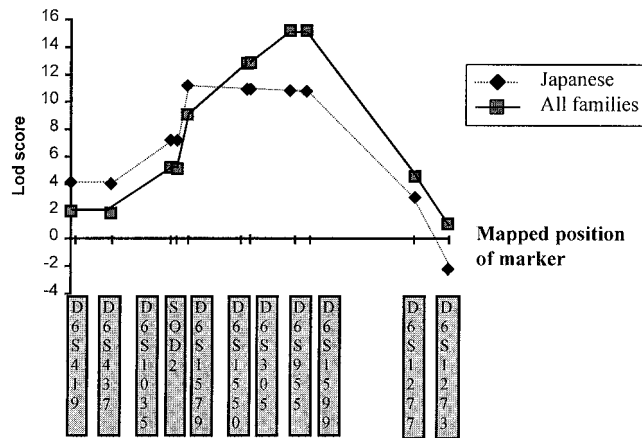 16
14
12
10
8
6
4
2
0
-2
-4
Lod score
Japanese
All families
Mapped position
of marker
D6S419
D6S437
D6S1035
SOD2
D6S1579
D6S1550
D6S305
D6S955
D6S1599
D6S1277
D6S1273